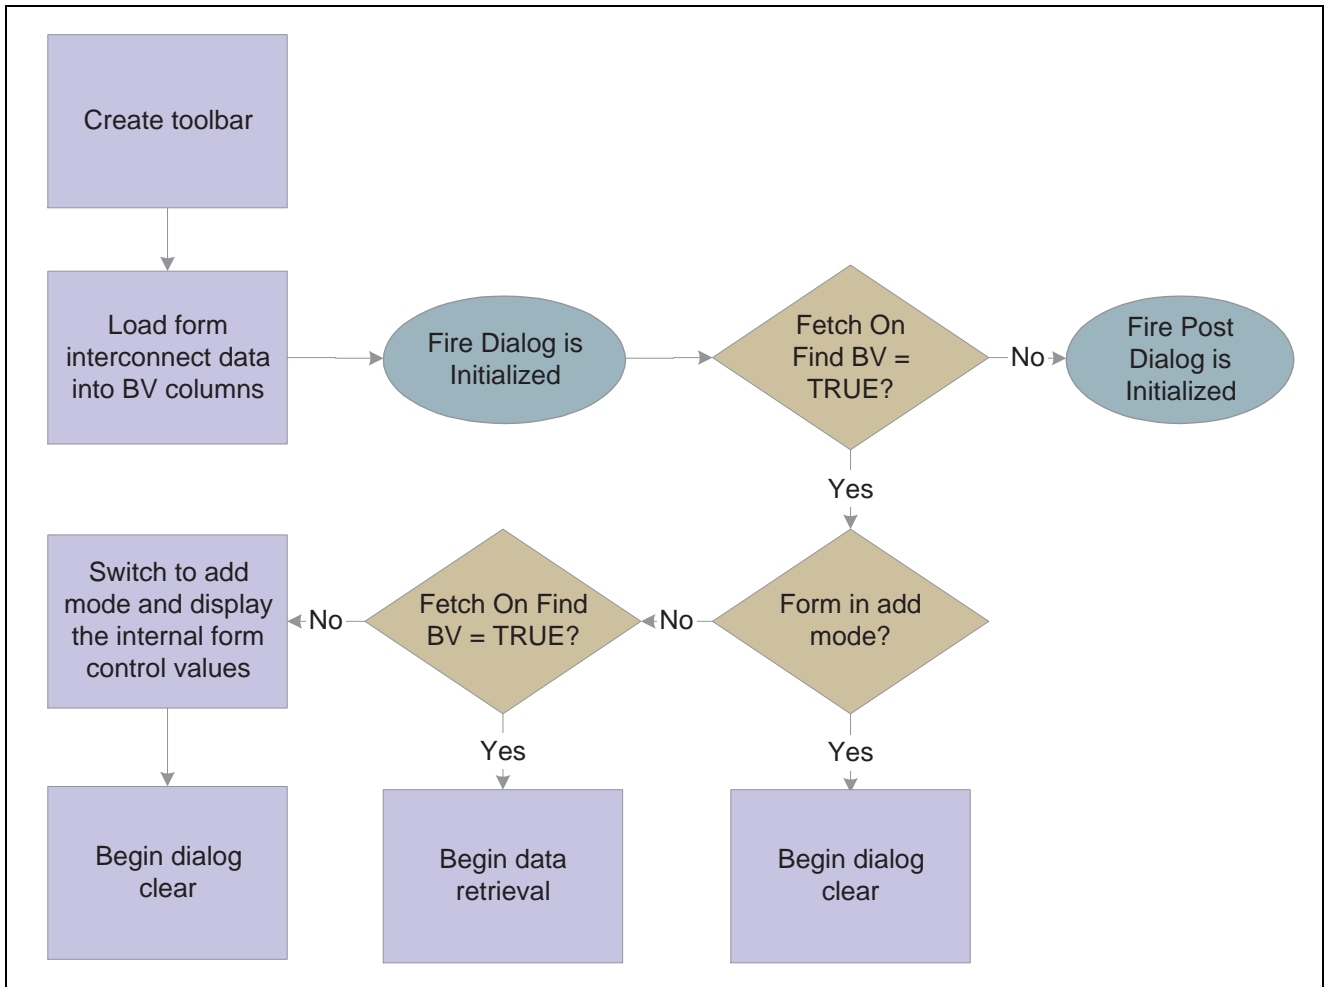 Create toolbar
Load form
interconnect data
into BV columns
Fire Dialog is
Initialized
Fetch On
Find BV =
TRUE?
No
Fire Post
Dialog is
Initialized
Yes
Switch to add
mode and display
the internal form
control values
No
Fetch On Find
BV = TRUE?
No
Form in add
mode?
Yes
Yes
Begin dialog
clear
Begin data
retrieval
Begin dialog
clear